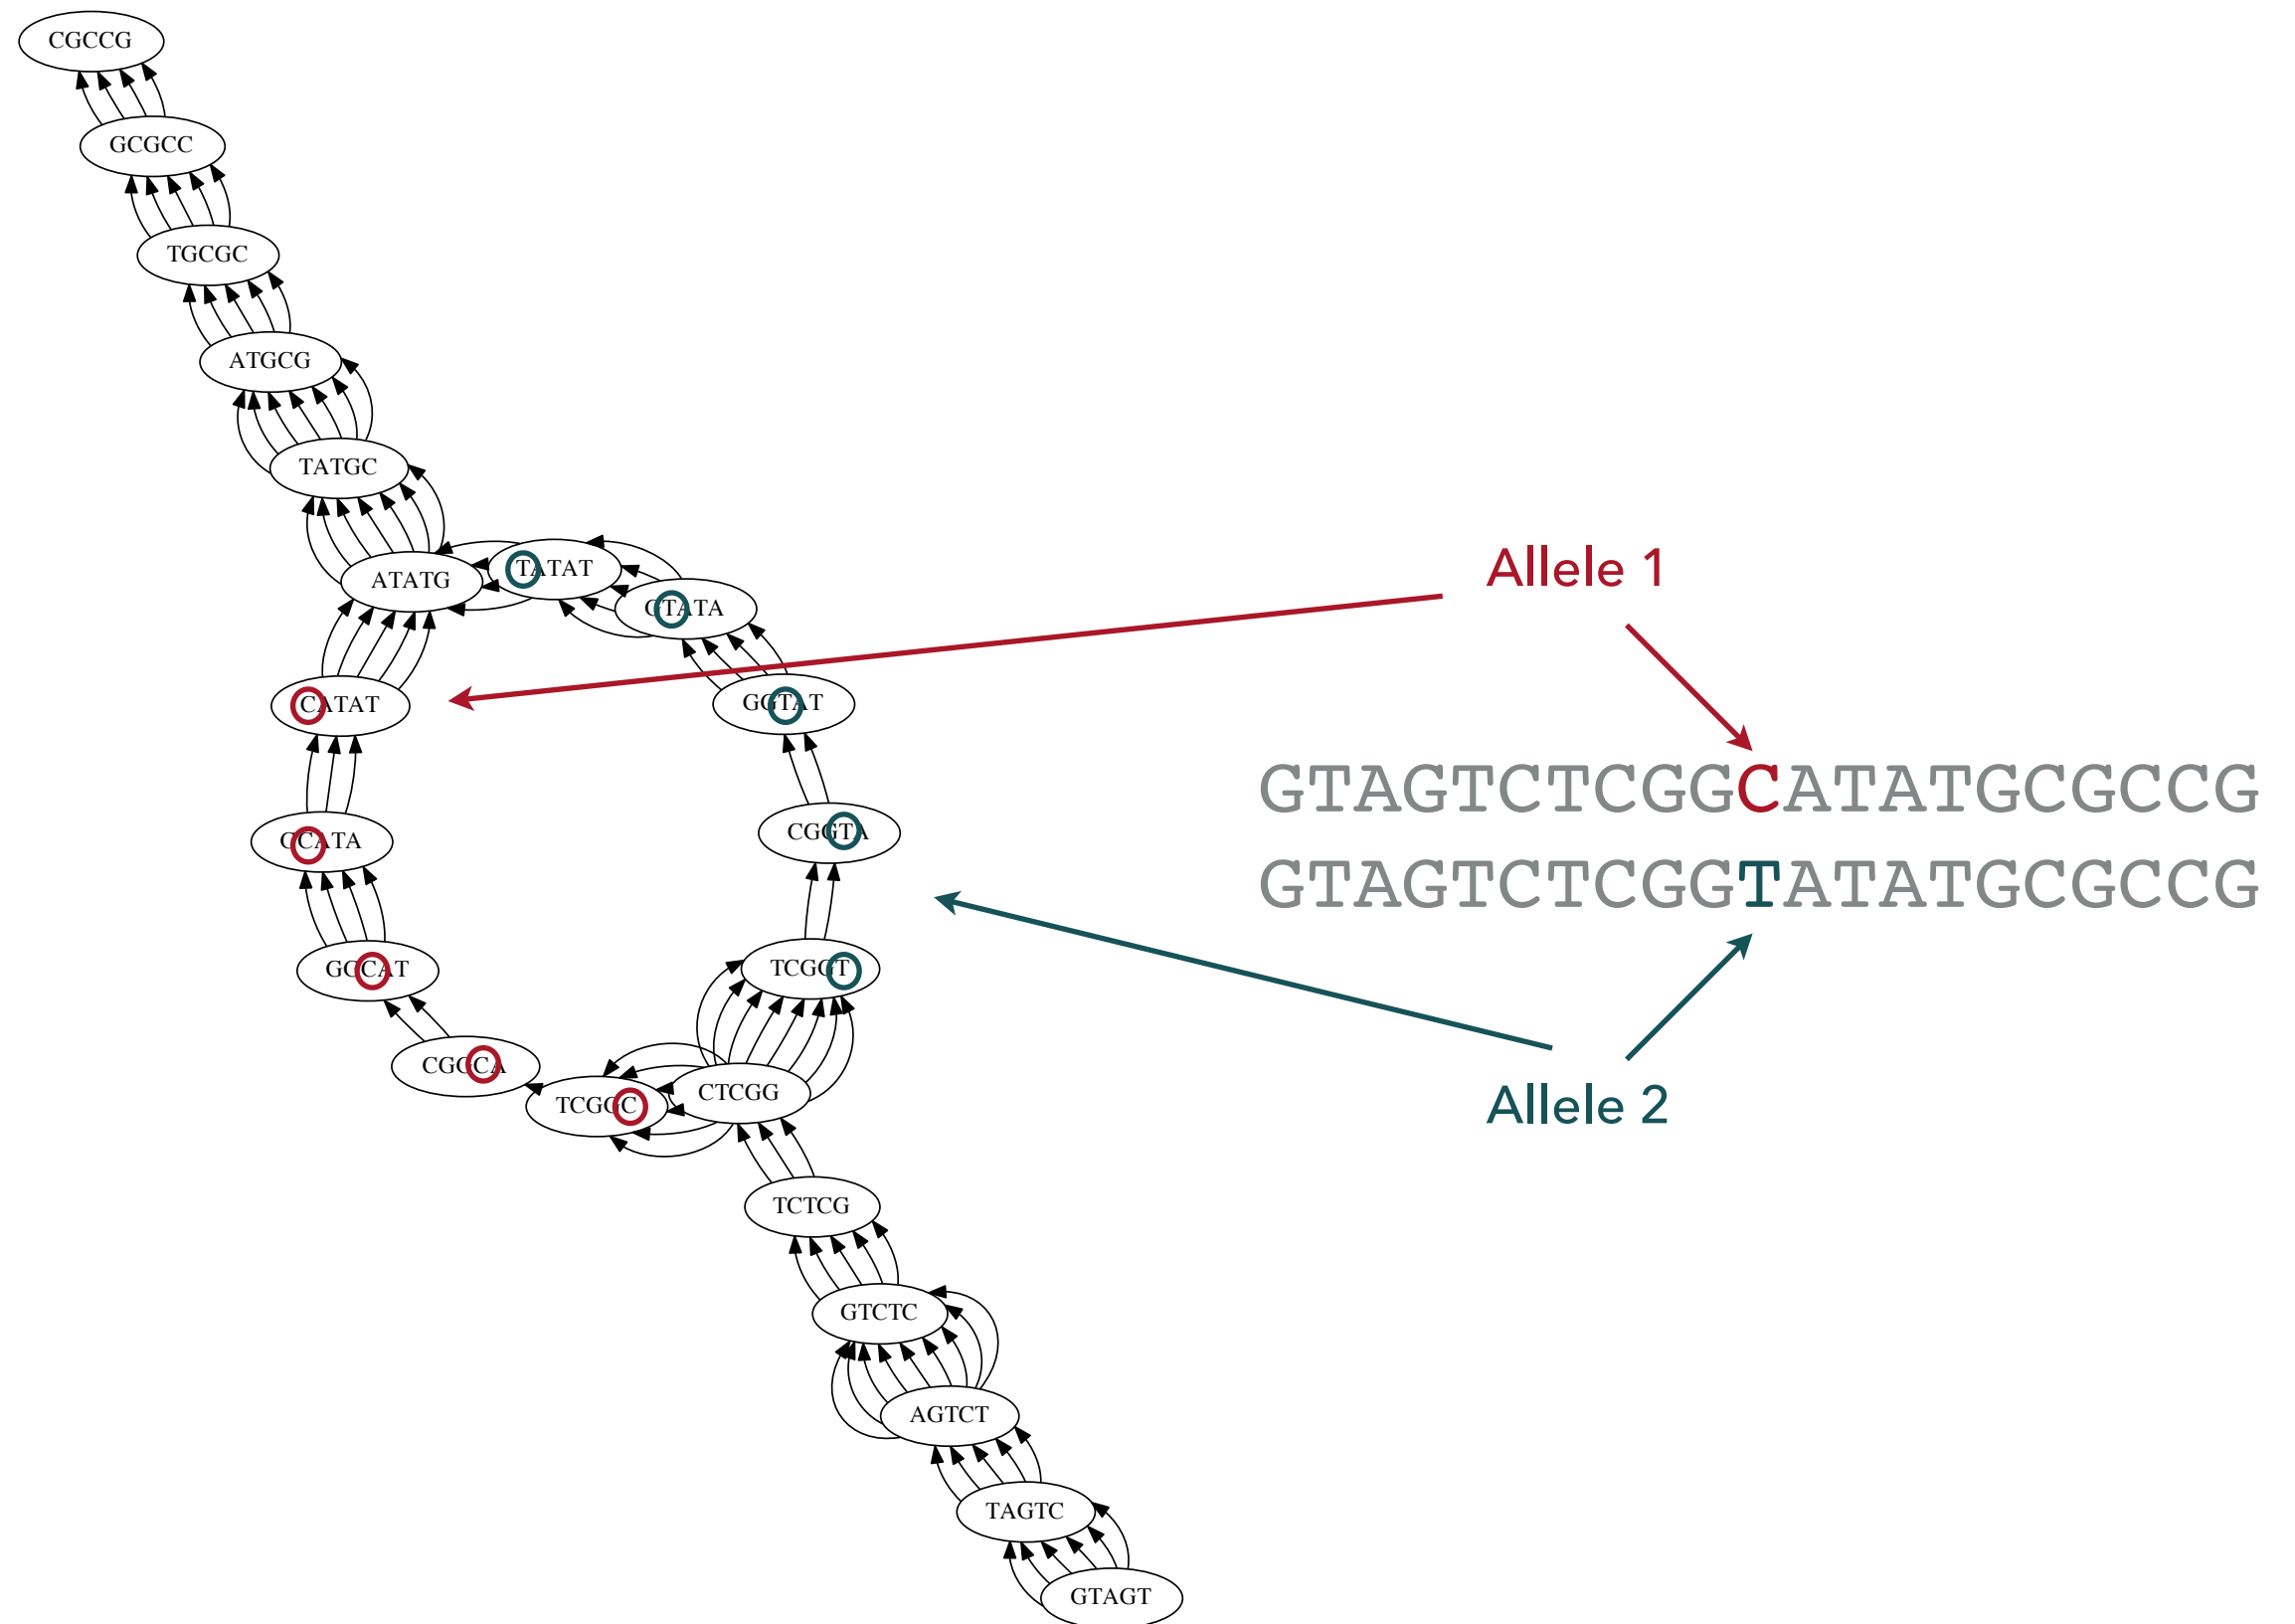 CGCCG
GCGCC
TGCGC
ATGCG
TATGC
ATATG
TATAT
GTATA
CATAT
GGTAT
GCATA
CGGTA
GGCAT
TCGGT
CGGCA
TCGGC
CTCGG
TCTCG
GTCTC
AGTCT
TAGTC
GTAGT
Allele 1
GTAGTCTCGGCATATGCGCCG
GTAGTCTCGGTATATGCGCCG
Allele 2